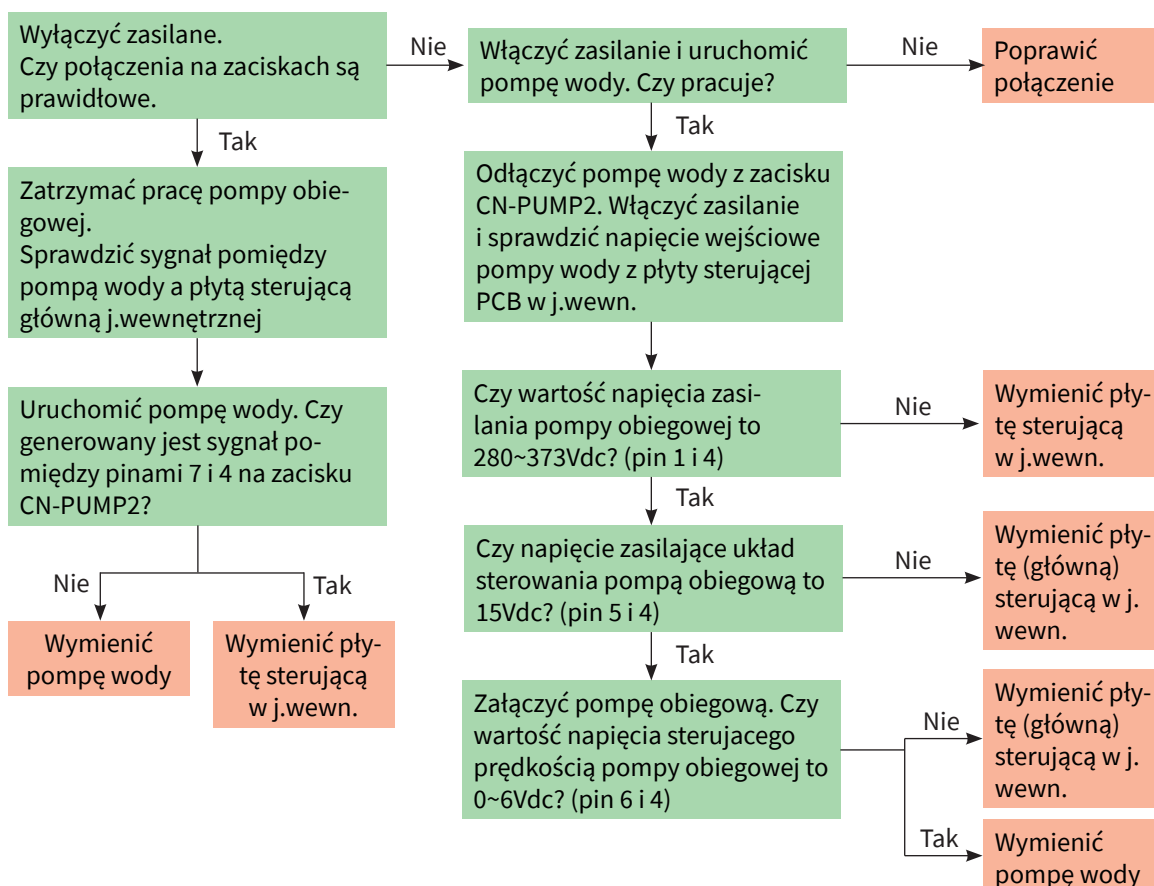 Wyłączyć zasilane.
Czy połączenia na zaciskach są
prawidłowe.
Nie
Włączyć zasilanie i uruchomić
pompę wody. Czy pracuje?
Nie
Poprawić
połączenie
Tak
Tak
Zatrzymać pracę pompy obie-
gowej.
Sprawdzić sygnał pomiędzy
pompą wody a płytą sterującą
główną j.wewnętrznej
Odłączyć pompę wody z zacisku
CN-PUMP2. Włączyć zasilanie
i sprawdzić napięcie wejściowe
pompy wody z płyty sterującej
PCB w j.wewn.
Uruchomić pompę wody. Czy
generowany jest sygnał po-
między pinami 7 i 4 na zacisku
CN-PUMP2?
Czy wartość napięcia zasi-
lania pompy obiegowej to
280~373Vdc? (pin 1 i 4)
Nie
Wymienić pły-
tę sterującą
w j.wewn.
Tak
Czy napięcie zasilające układ
sterowania pompą obiegową to
15Vdc? (pin 5 i 4)
Nie
Wymienić pły-
tę (główną)
sterującą w j.
wewn.
Nie
Tak
Wymienić
pompę wody
Wymienić pły-
tę sterującą
w j.wewn.
Tak
Załączyć pompę obiegową. Czy
wartość napięcia sterujacego
prędkością pompy obiegowej to
0~6Vdc? (pin 6 i 4)
Nie
Wymienić pły-
tę (główną)
sterującą w j.
wewn.
Tak
Wymienić
pompę wody